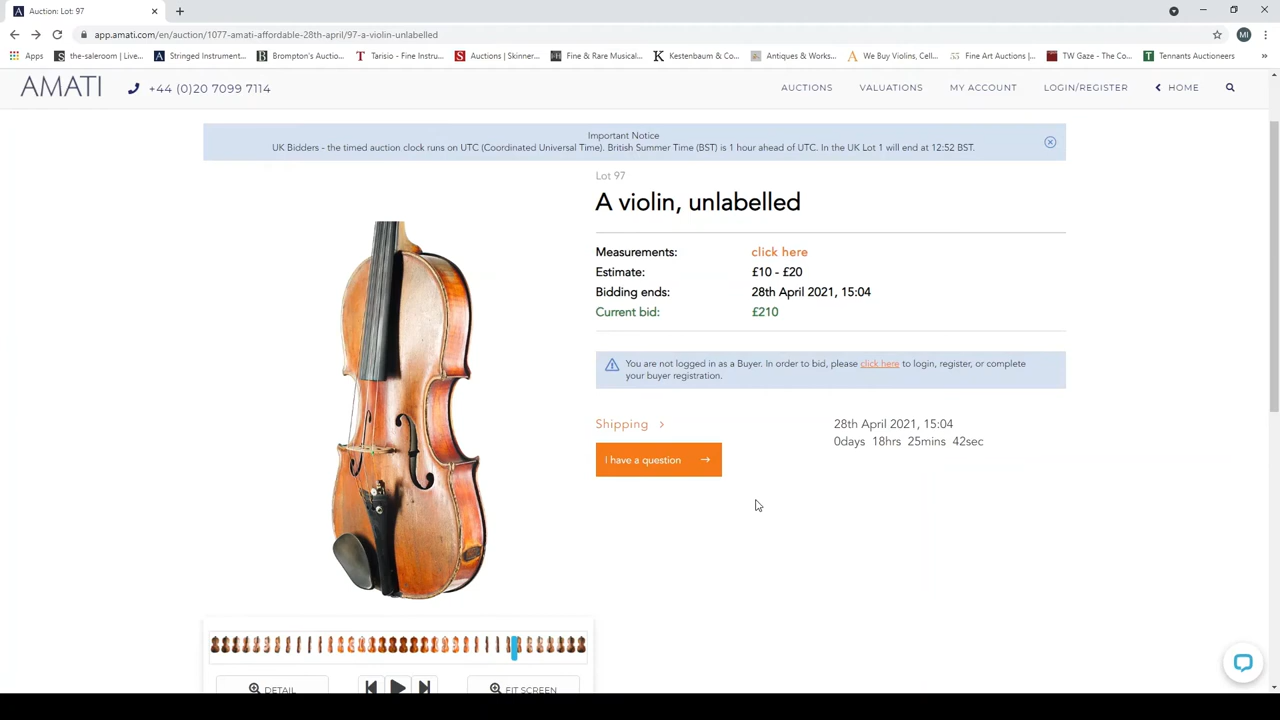 Auction: Lot: 97
app.amati.com/en/auction/1077-amati-affordable-28th-april/97-a-violin-unlabelled
MI
Apps
the-saleroom | Live...
Stringed Instrument...
Brompton's Auctio...
Tarisio - Fine Instru...
Auctions | Skinner...
Fine & Rare Musical...
Kestenbaum & Co...
Antiques & Works...
We Buy Violins, Cell...
Fine Art Auctions |...
TW Gaze - The Co...
Tennants Auctioneers
AMATI
+44 (0)20 7099 7114
AUCTIONS
VALUATIONS
MY ACCOUNT
LOGIN/REGISTER
HOME
Important Notice
UK Bidders - the timed auction clock runs on UTC (Coordinated Universal Time). British Summer Time (BST) is 1 hour ahead of UTC. In the UK Lot 1 will end at 12:52 BST.
Lot 97
A violin, unlabelled
Measurements: click here
Estimate: £10 - £20
Bidding ends: 28th April 2021, 15:04
Current bid: £210
You are not logged in as a Buyer. In order to bid, please click here to login, register, or complete
your buyer registration.
Shipping
28th April 2021, 15:04
0days 18hrs 25mins 42sec
I have a question
DETAIL
FIT SCREEN